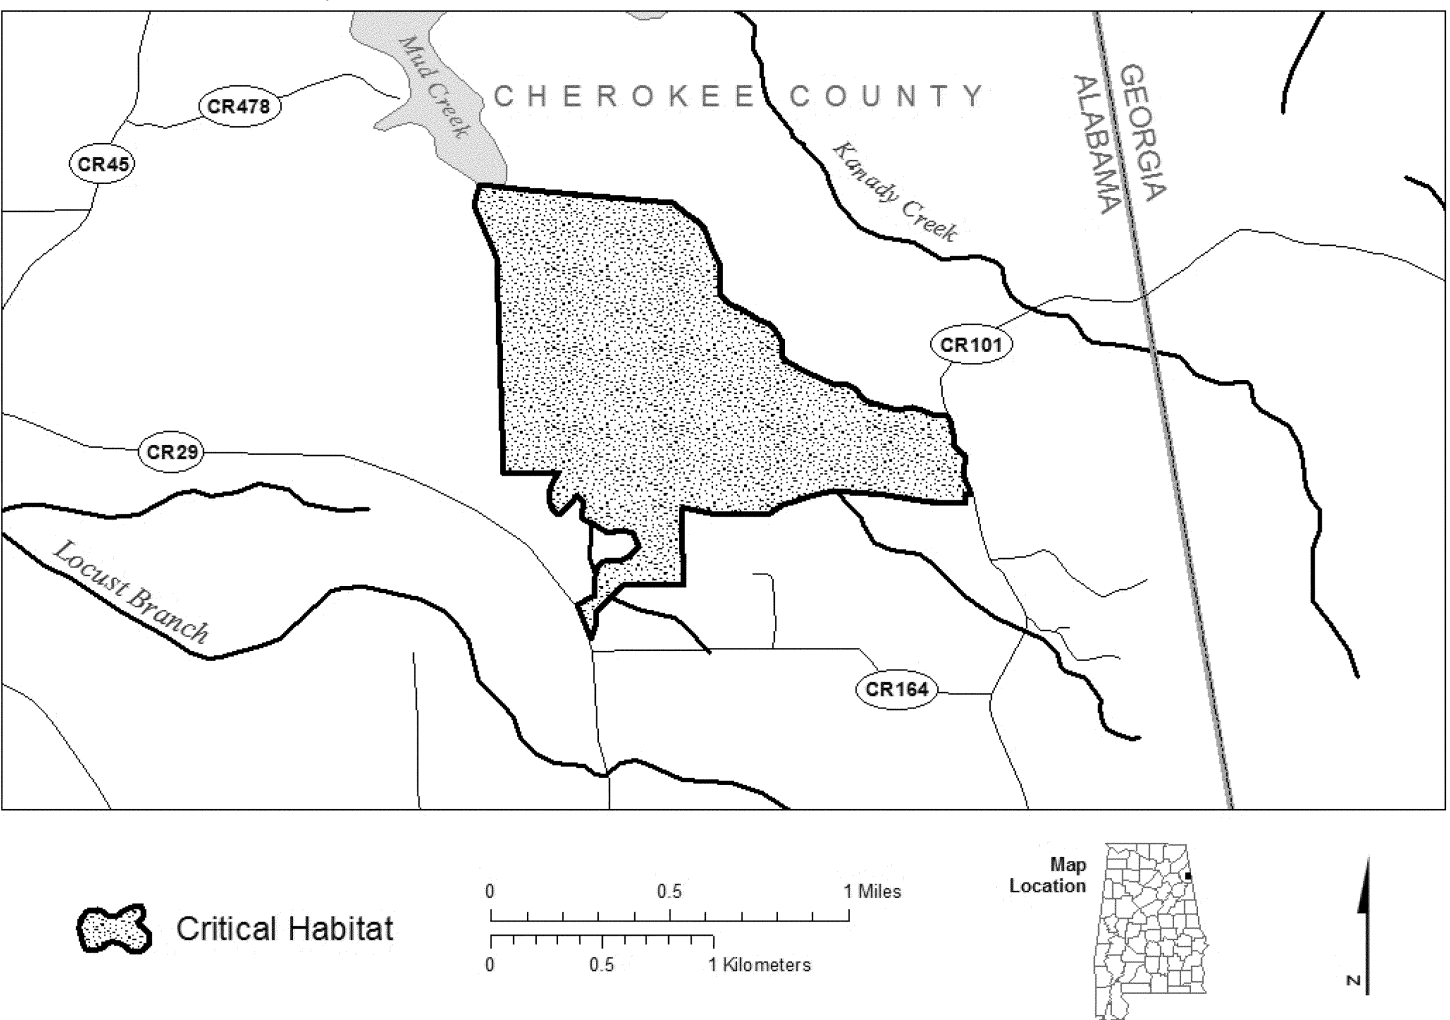 Mud Creek
CHEROKEE COUNTY
GEORGIA
ALABAMA
CR478
CR45
Kamady Creek
CR101
CR29
Locust Branch
CR164
Map
Location
0 0.5 1 Miles
Critical Habitat
0 0.5 1 Kilometers
N